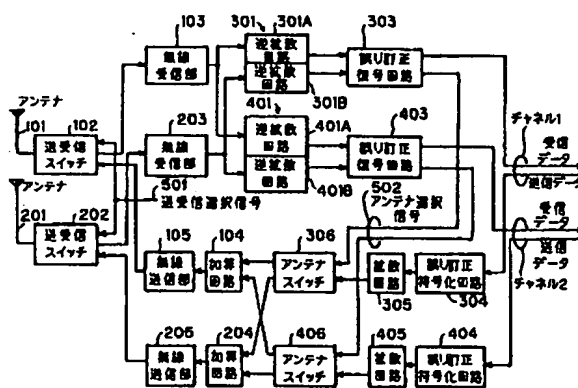 103
301
301A
303
無線
受信部
逆拡散
回路
逆拡散
回路
301B
誤り訂正
信号回路
アンテナ
101
102
送受信
スイッチ
203
無線
受信部
401
401A
逆拡散
回路
逆拡散
回路
401B
403
誤り訂正
信号回路
チャネル1
受信
データ
送信データ
アンテナ
201
202
送受信
スイッチ
501
送受信選択信号
502
アンテナ選択
信号
受信
データ
送信
データ
チャネル2
105
無線
送信部
104
加算
回路
306
アンテナ
スイッチ
拡散
回路
305
誤り訂正
符号化回路
304
205
無線
送信部
204
加算
回路
406
アンテナ
スイッチ
405
拡散
回路
404
誤り訂正
符号化回路